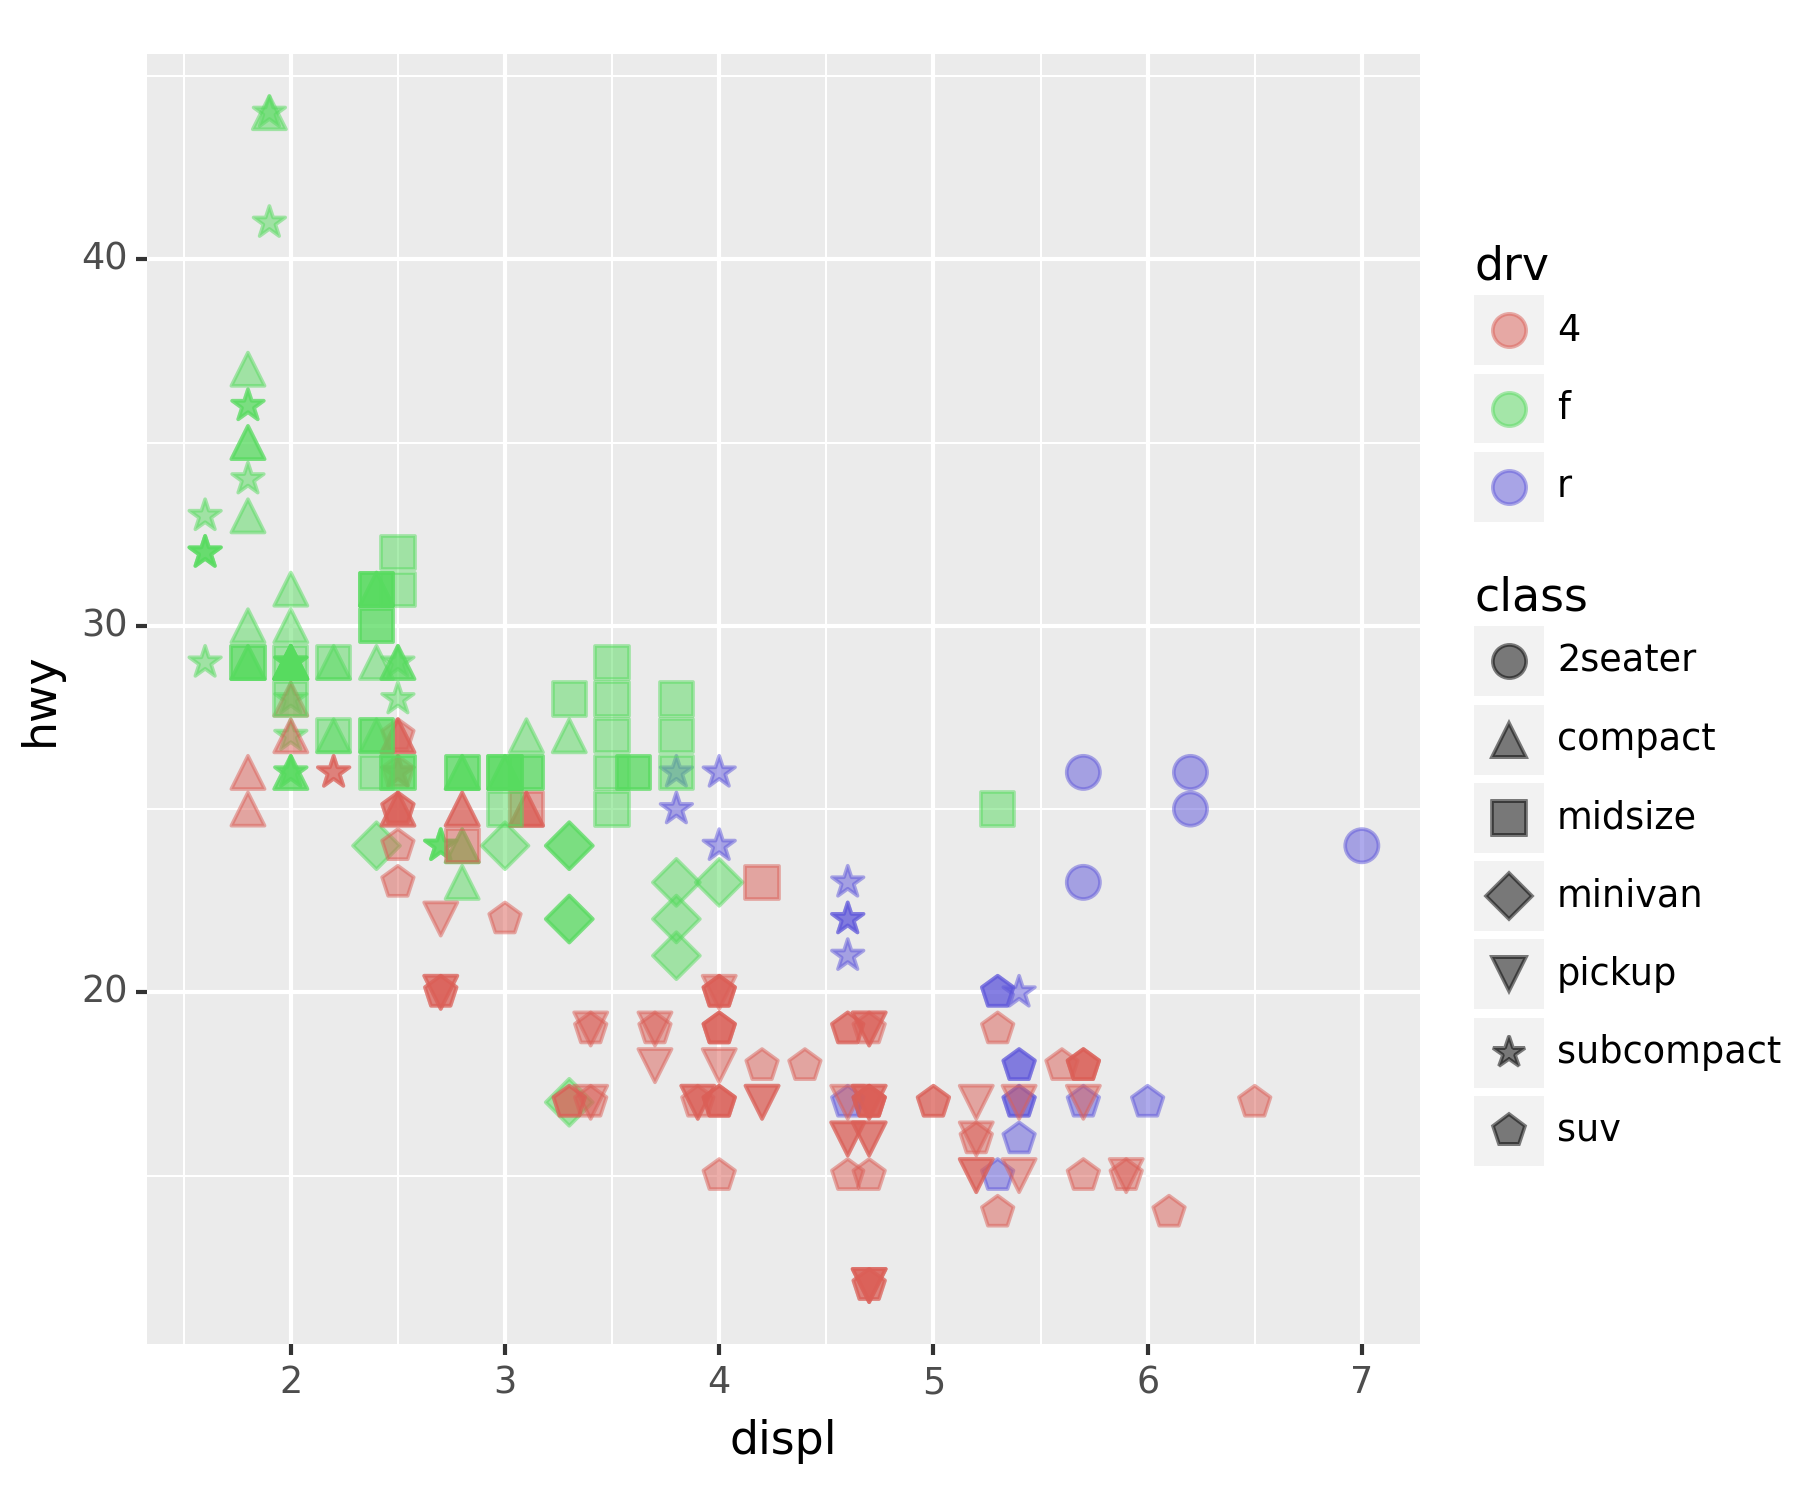 40
30
20
hwy
2 3 4 5 6 7
displ
drv
4
f
r
class
2seater
compact
midsize
minivan
pickup
subcompact
suv